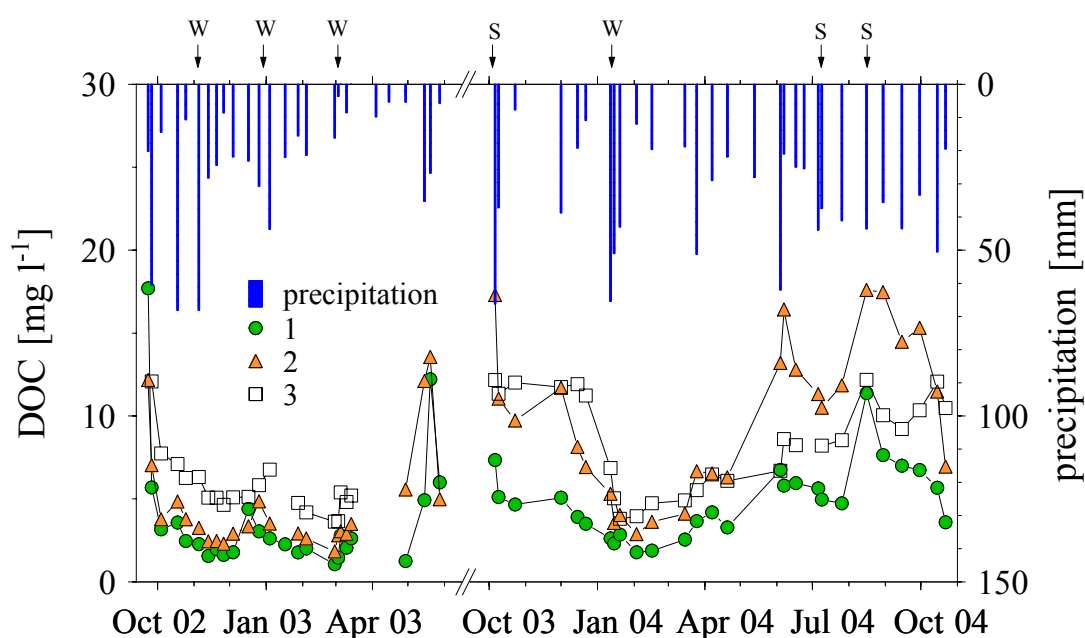 W W W S W S S
30 0
20 50
10 100
0 150
DOC [mg l-1]
precipitation [mm]
precipitation
1
2
3
Oct 02 Jan 03 Apr 03 Oct 03 Jan 04 Apr 04 Jul 04 Oct 04